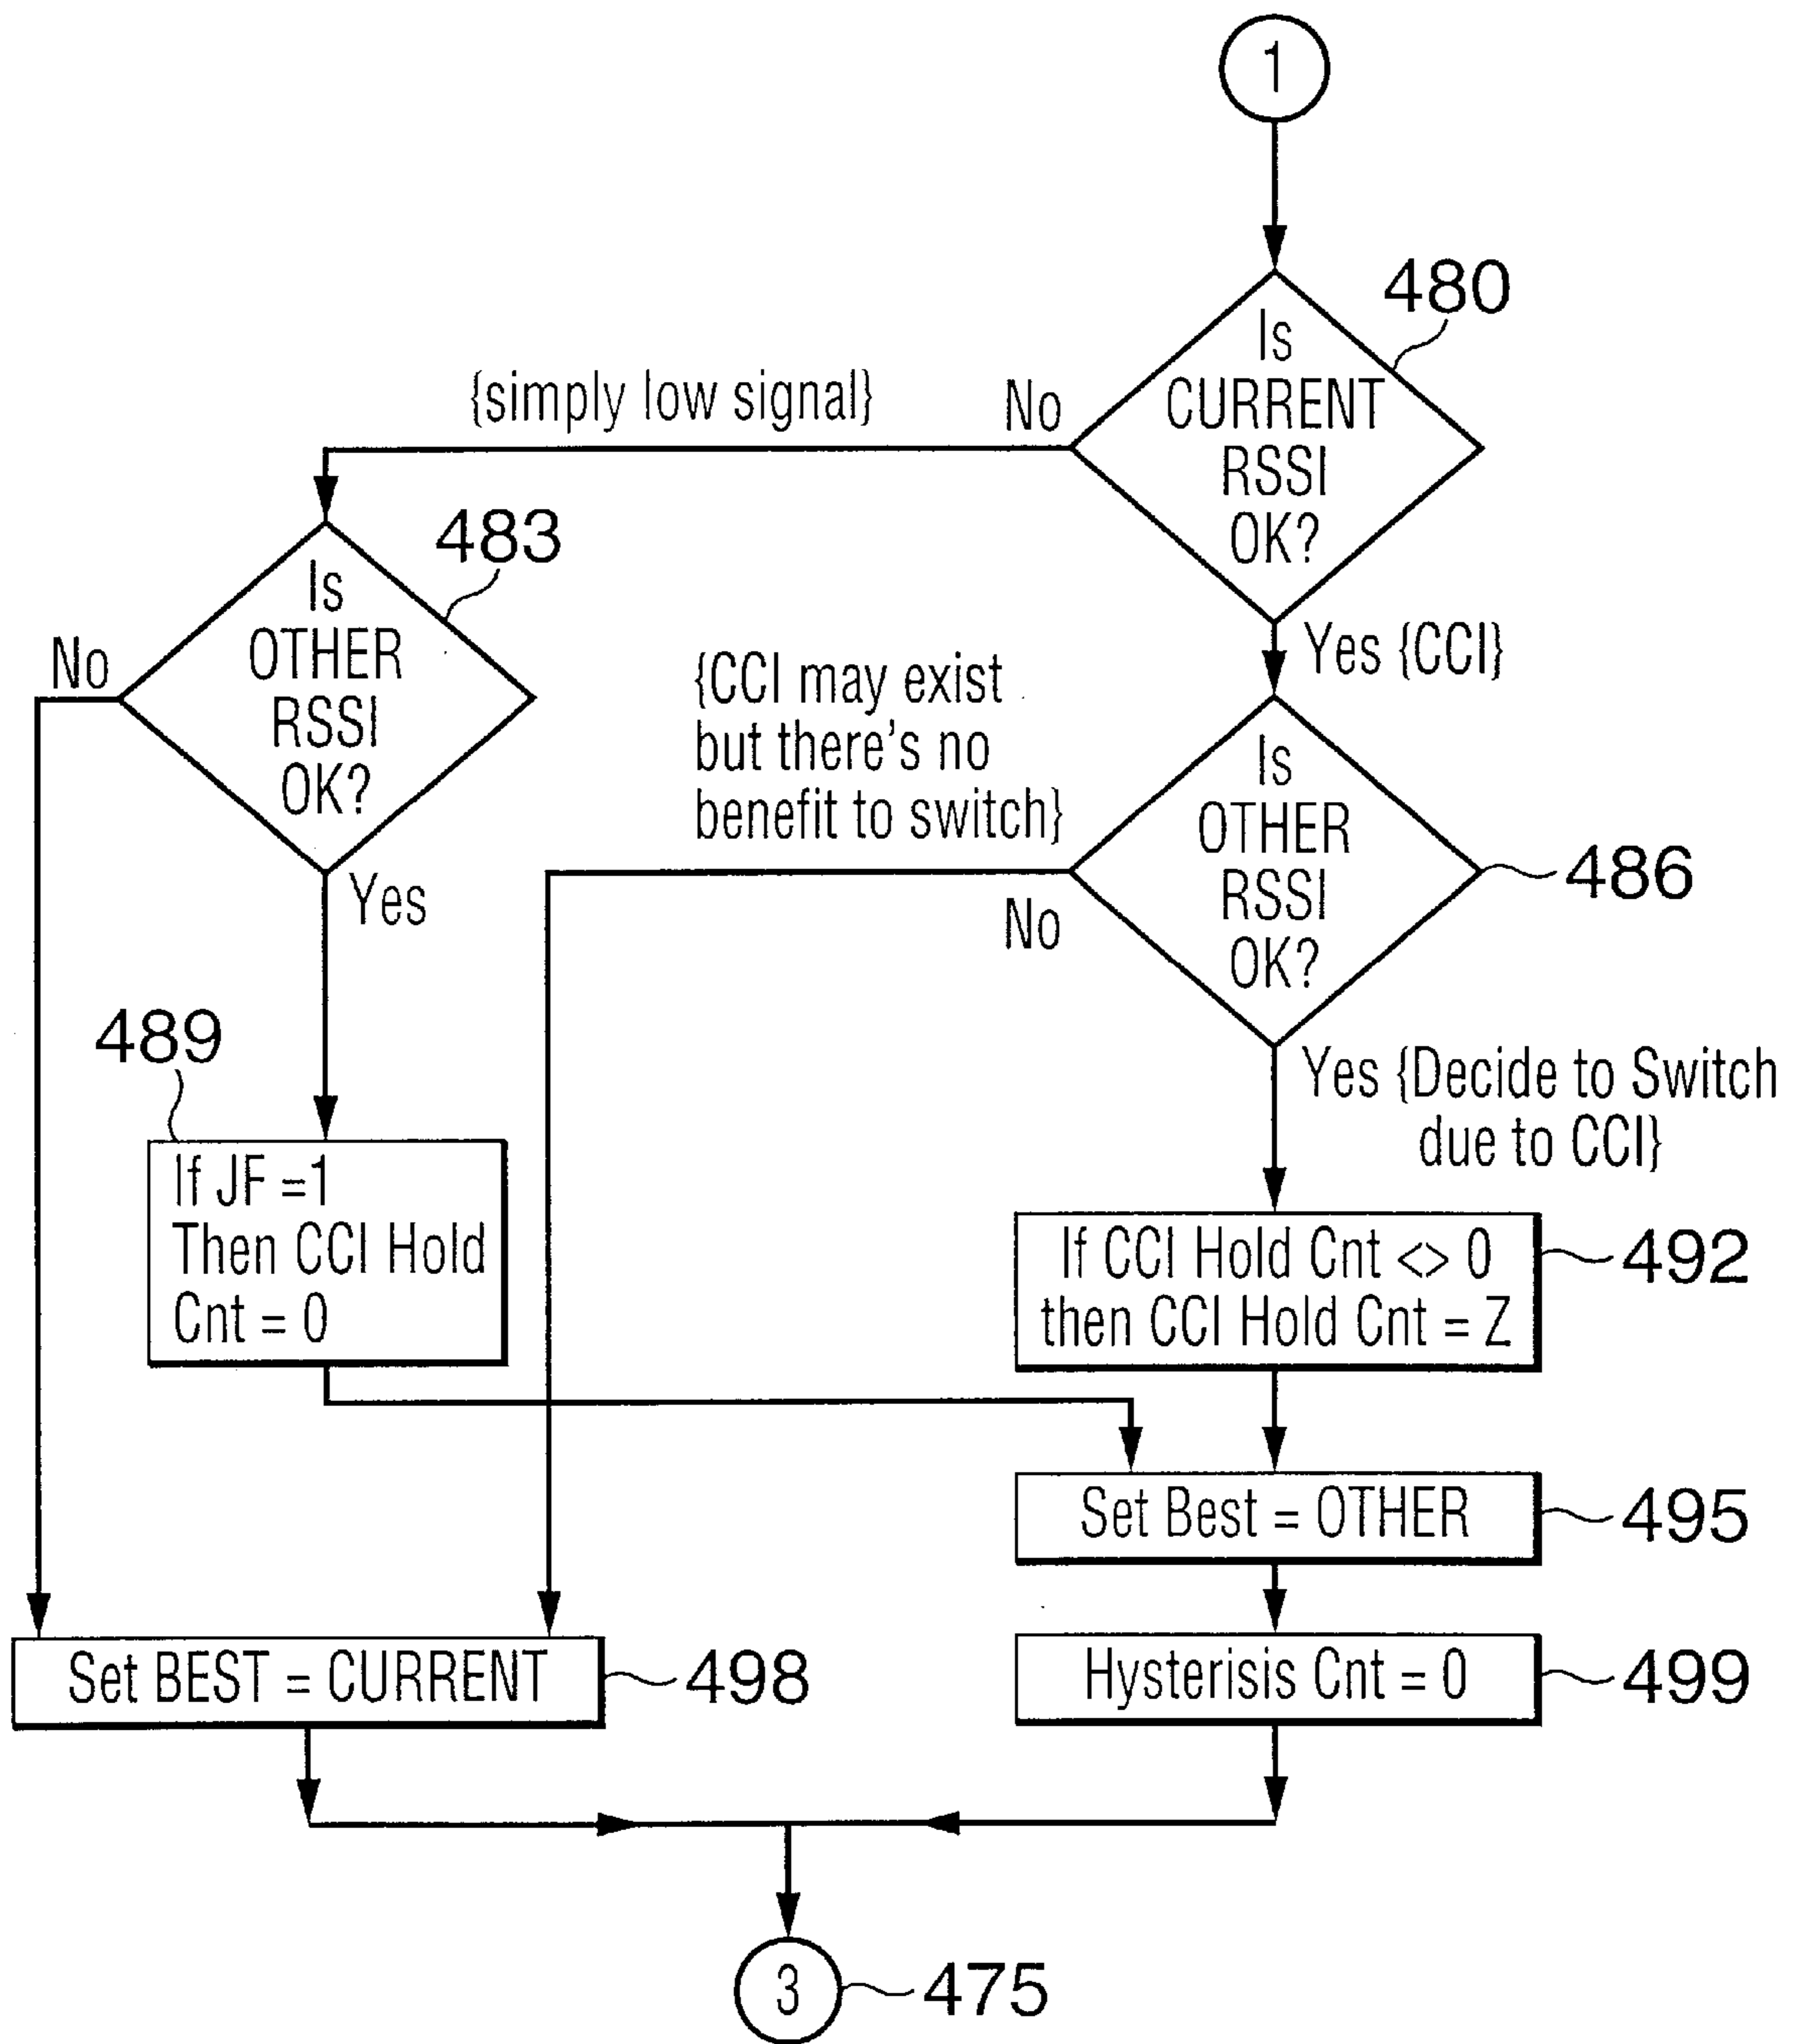 1
480
Is
CURRENT
RSSI
OK?
No
{simply low signal}
Yes {CCI}
483
Is
OTHER
RSSI
OK?
No
Yes
{CCI may exist
but there's no
benefit to switch}
Is
OTHER
RSSI
OK?
486
No
Yes {Decide to Switch
due to CCI}
489
If JF =1
Then CCI Hold
Cnt = 0
If CCI Hold Cnt <> 0
then CCI Hold Cnt = Z
492
Set Best = OTHER
495
Set BEST = CURRENT
498
Hysterisis Cnt = 0
499
3
475